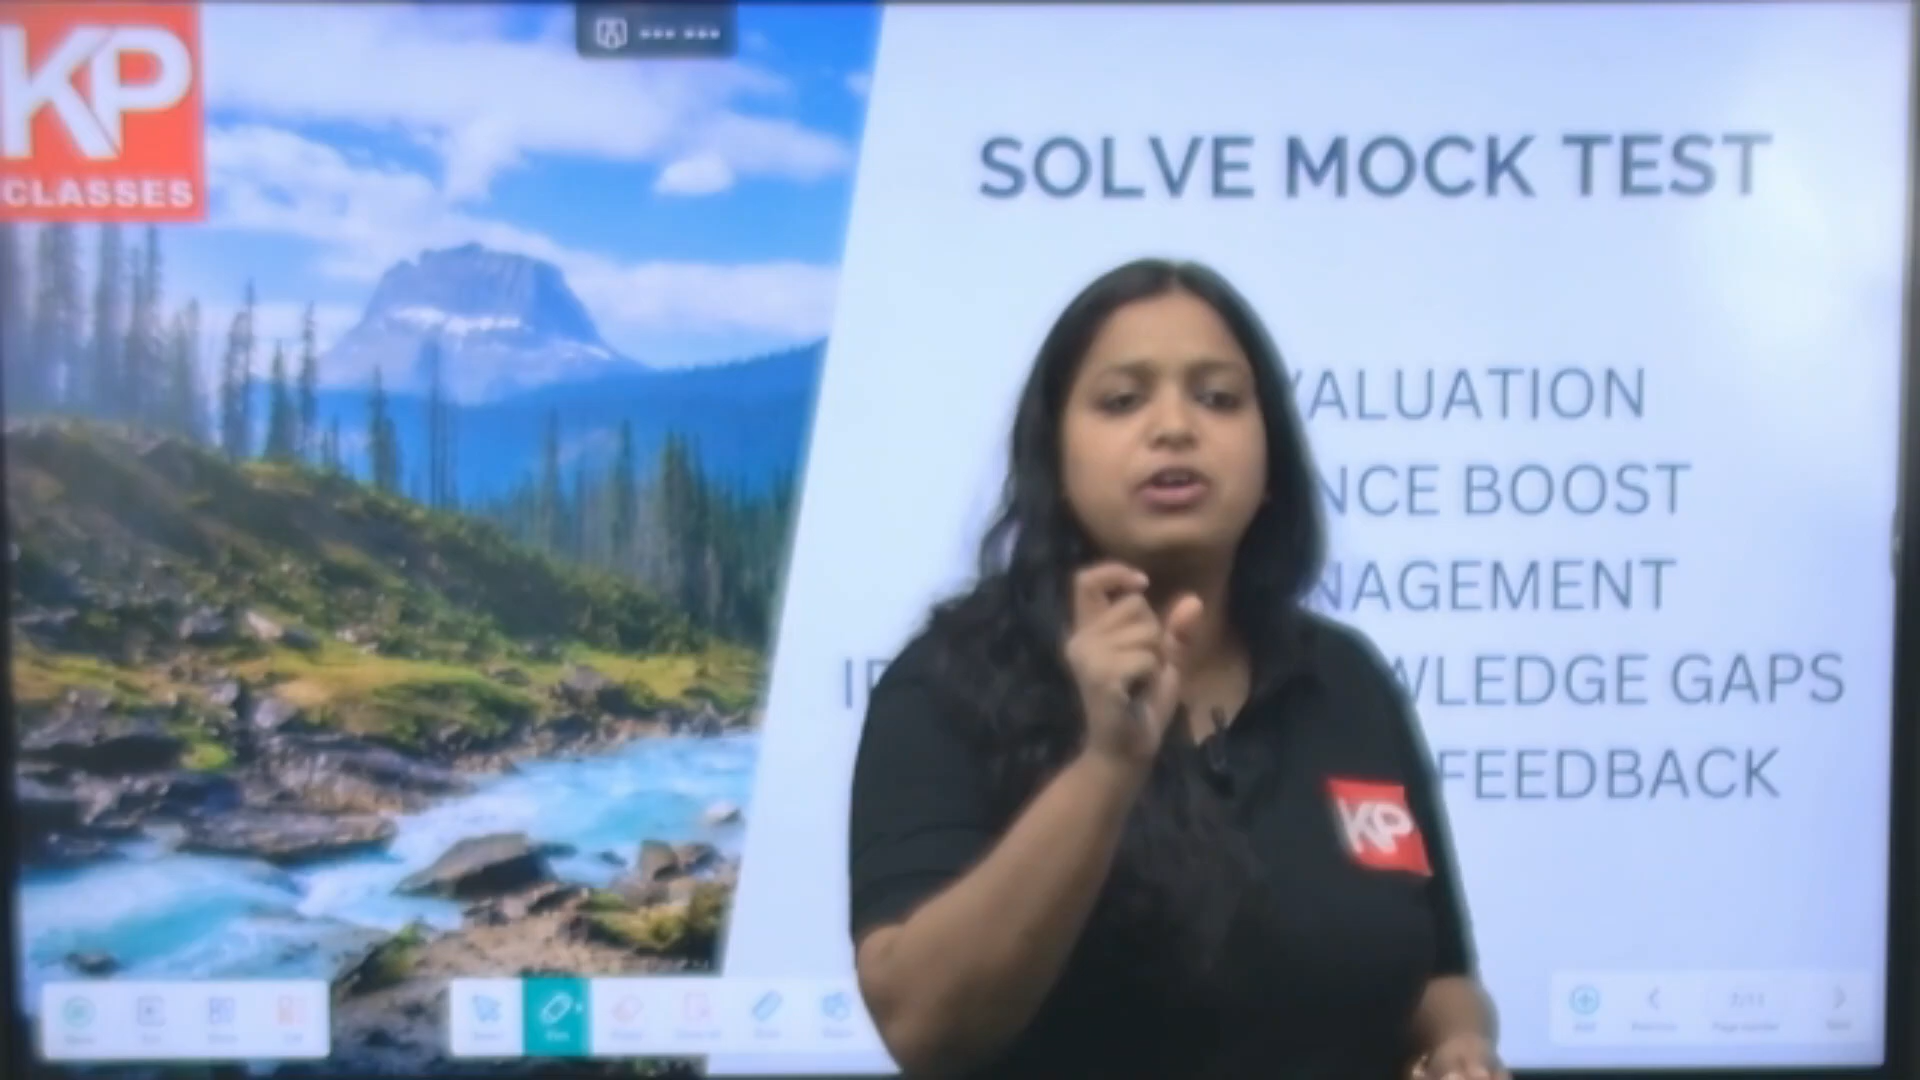 KP
CLASSES
SOLVE MOCK TEST
VALUATION
NCE BOOST
NAGEMENT
WLEDGE GAPS
FEEDBACK
KP